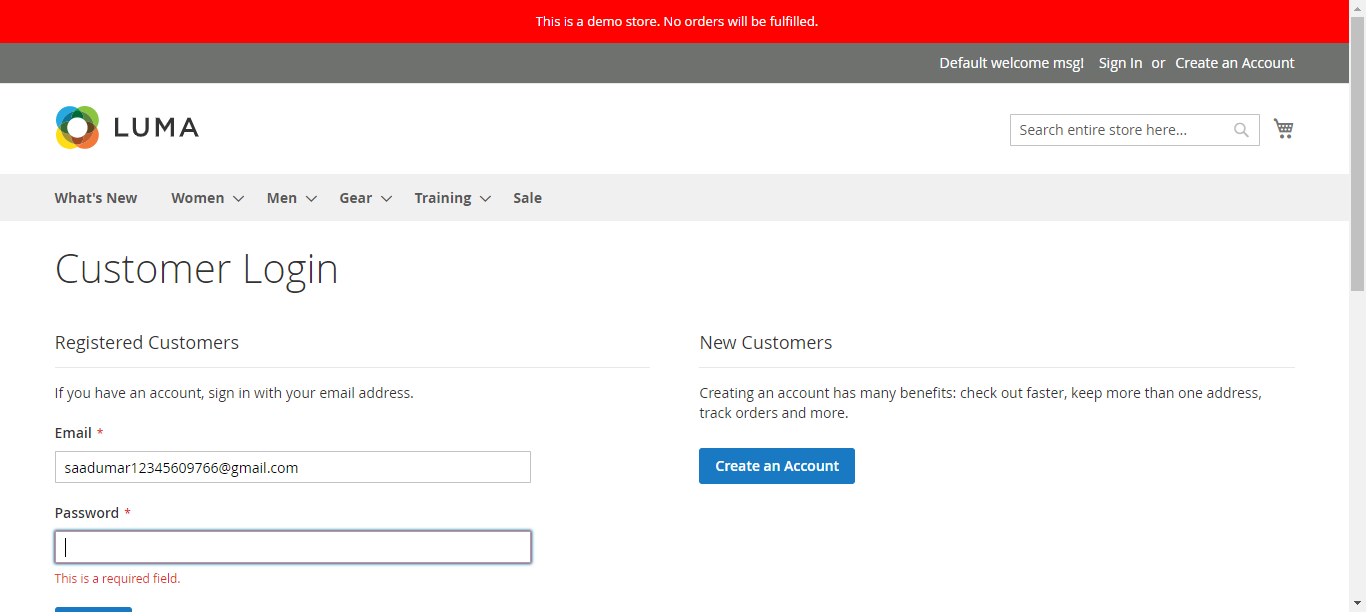 This is a demo store. No orders will be fulfilled.
Default welcome msg! Sign In or Create an Account
LUMA
Search entire store here...
What's New Women Men Gear Training Sale
Customer Login
Registered Customers
If you have an account, sign in with your email address.
Email *
saadumar12345609766@gmail.com
Password *
This is a required field.
New Customers
Creating an account has many benefits: check out faster, keep more than one address,
track orders and more.
Create an Account